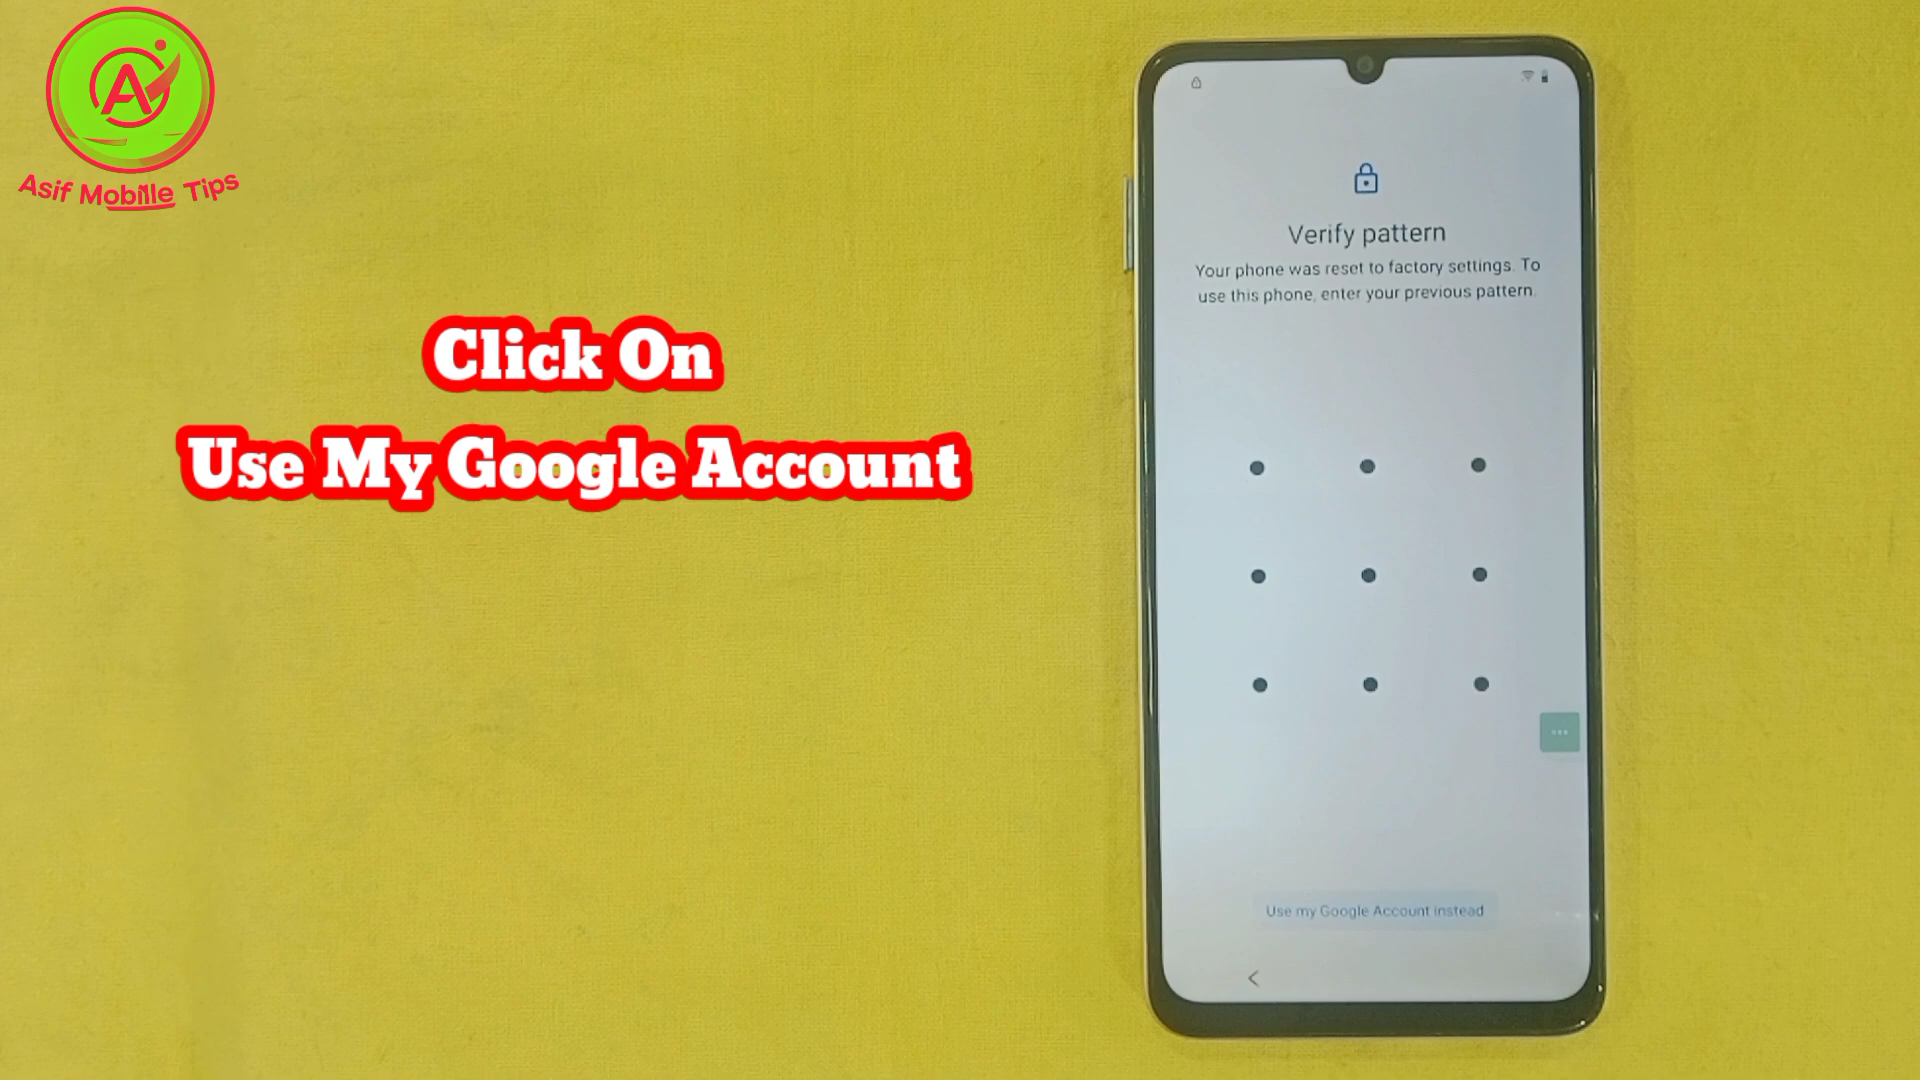 Asif Mobille Tips
Click On
Use My Google Account
Verify pattern
Your phone was reset to factory settings. To
use this phone, enter your previous pattern.
Use my Google Account instead